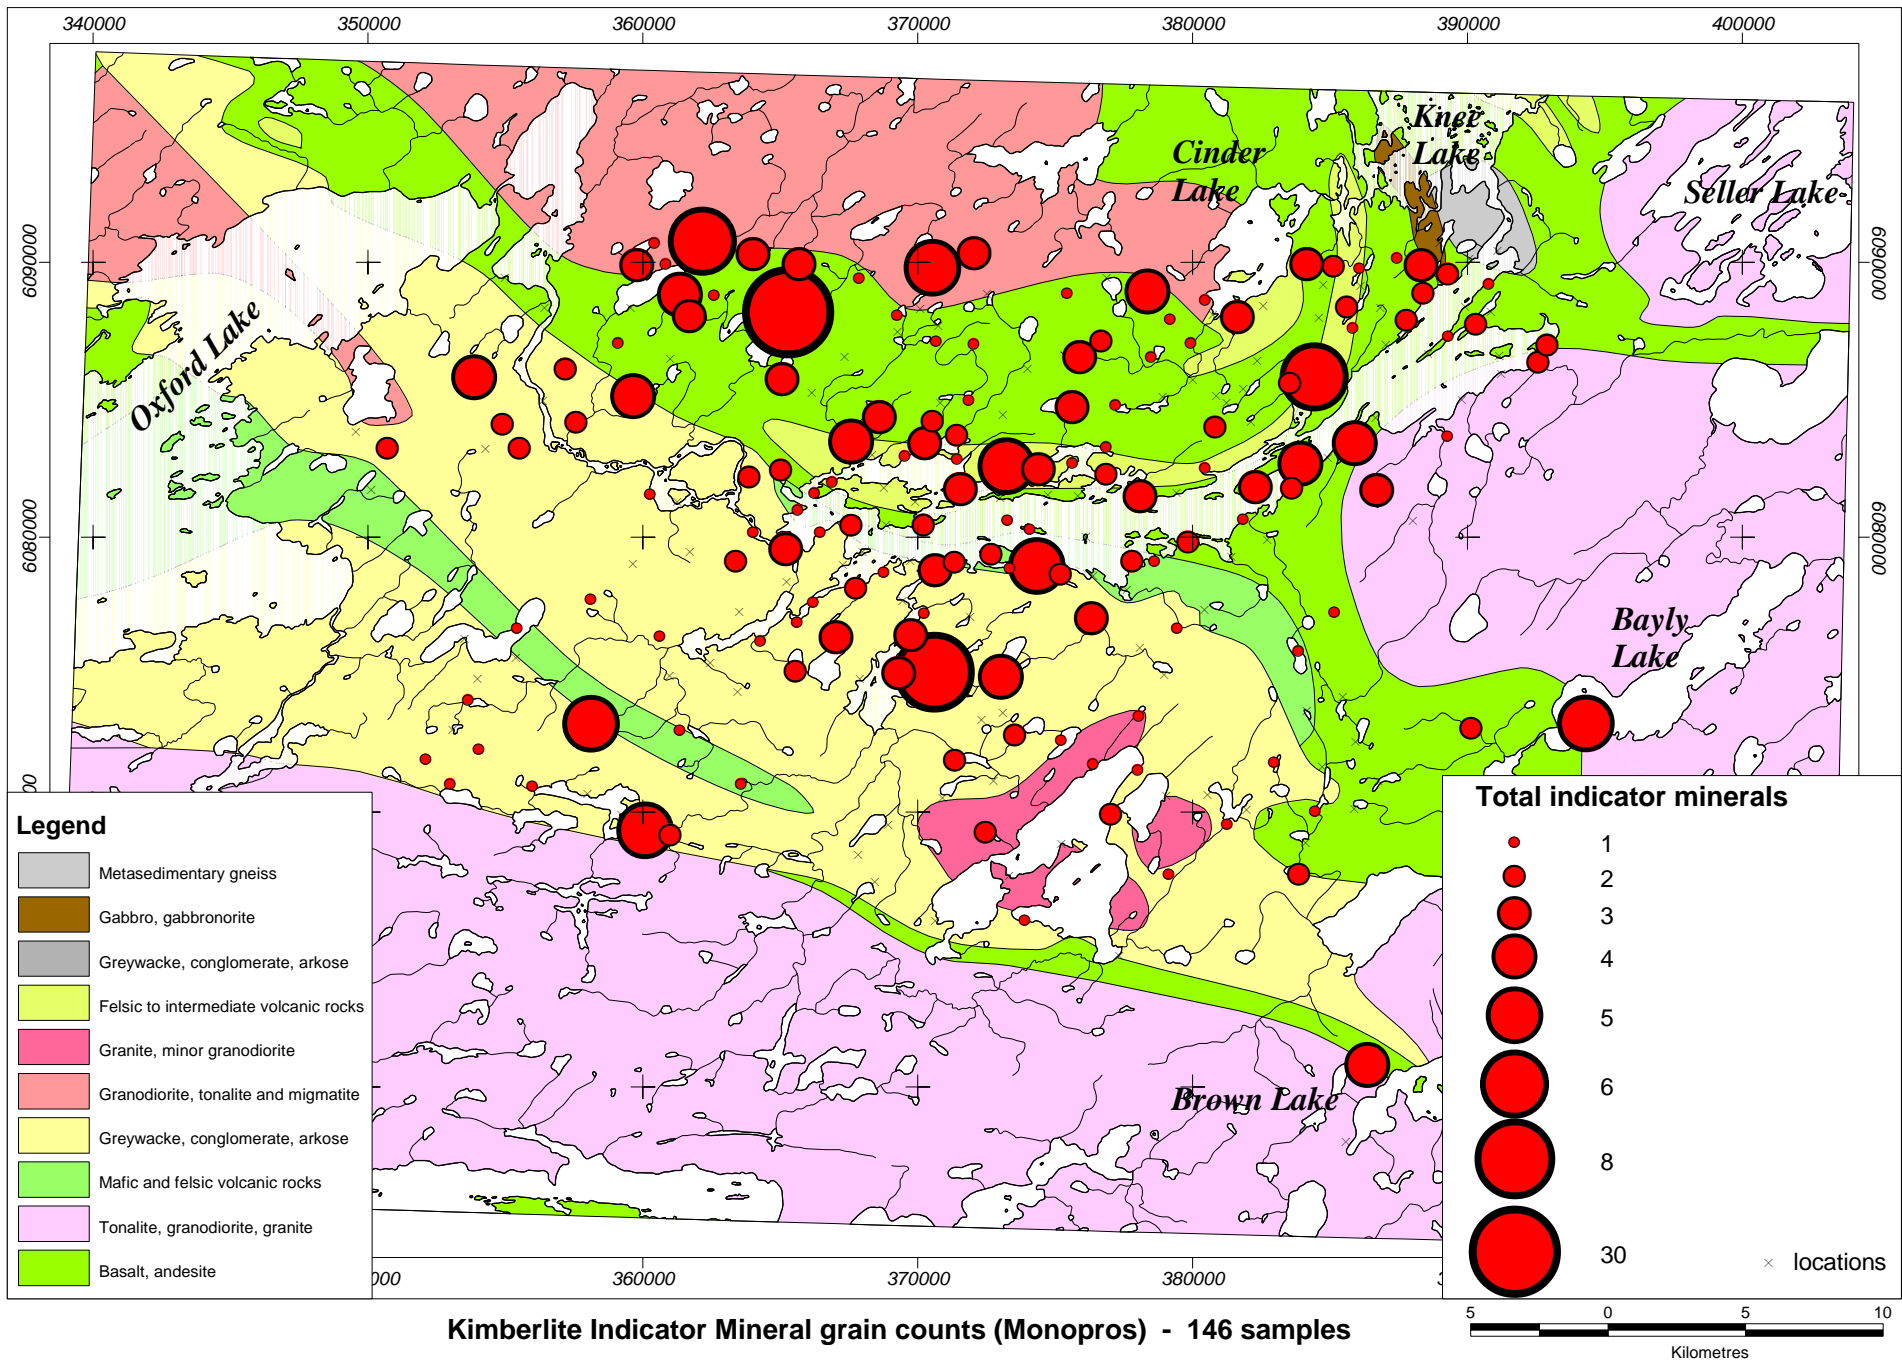 340000 350000 360000 370000 380000 390000 400000
6090000
6090000
Knee
Lake
Cinder
Lake
Seller Lake
Oxford Lake
6080000
6080000
Bayly
Lake
Brown Lake
Legend
Metasedimentary gneiss
Gabbro, gabbronorite
Greywacke, conglomerate, arkose
Felsic to intermediate volcanic rocks
Granite, minor granodiorite
Granodiorite, tonalite and migmatite
Greywacke, conglomerate, arkose
Mafic and felsic volcanic rocks
Tonalite, granodiorite, granite
Basalt, andesite
Total indicator minerals
1
2
3
4
5
6
8
30
× locations
360000 370000 380000
Kimberlite Indicator Mineral grain counts (Monopros) - 146 samples
5 0 5 10
Kilometres